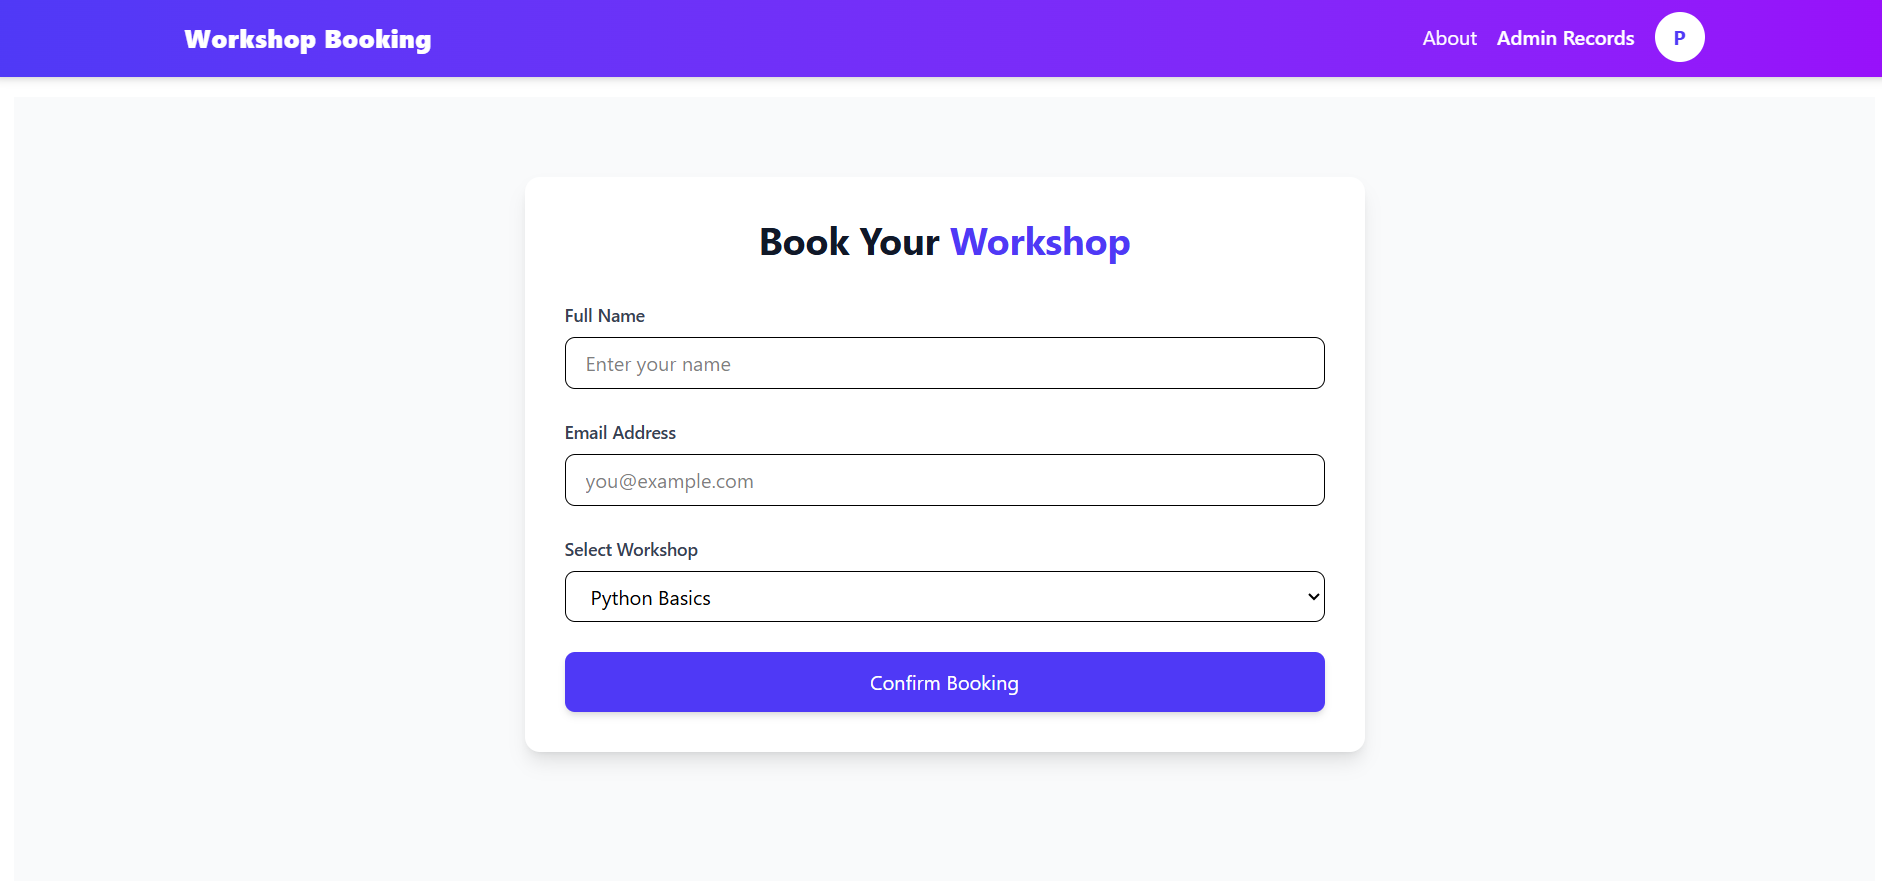 Workshop Booking
About
Admin Records
P
Book Your Workshop
Full Name
Enter your name
Email Address
you@example.com
Select Workshop
Python Basics
Confirm Booking